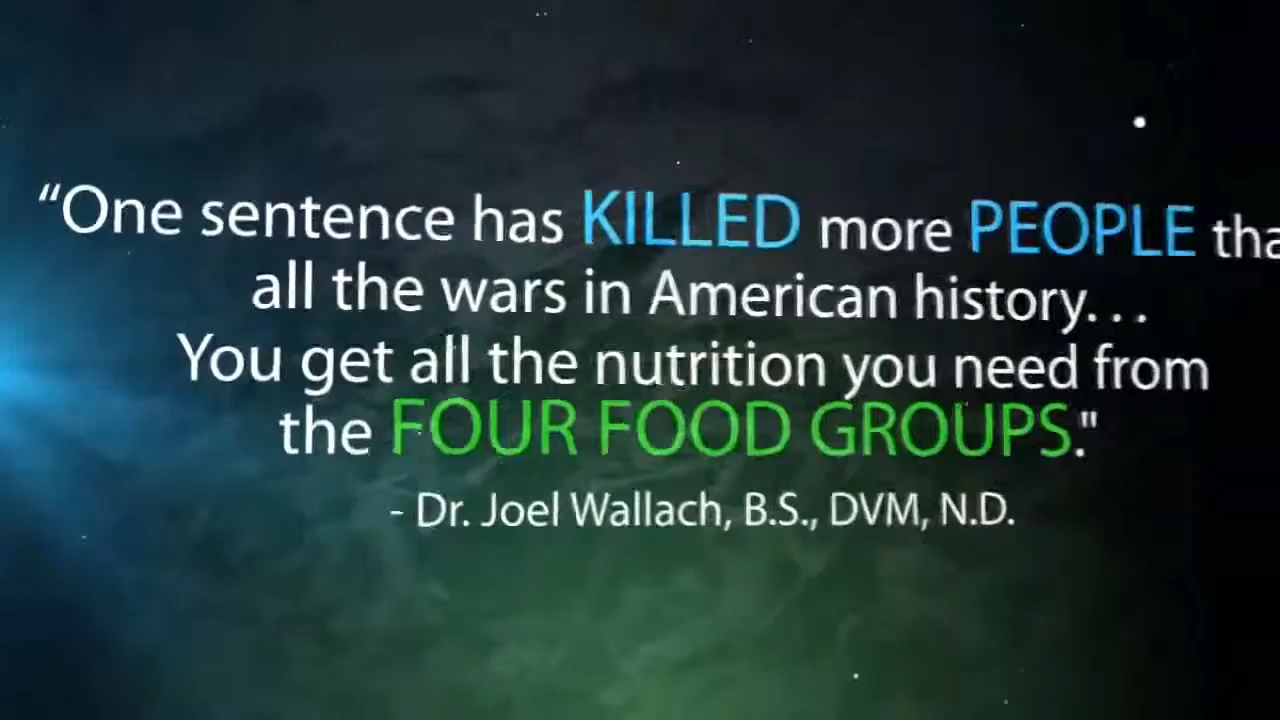 “One sentence has KILLED more PEOPLE tha
all the wars in American history...
You get all the nutrition you need from
the FOUR FOOD GROUPS."
- Dr. Joel Wallach, B.S., DVM, N.D.